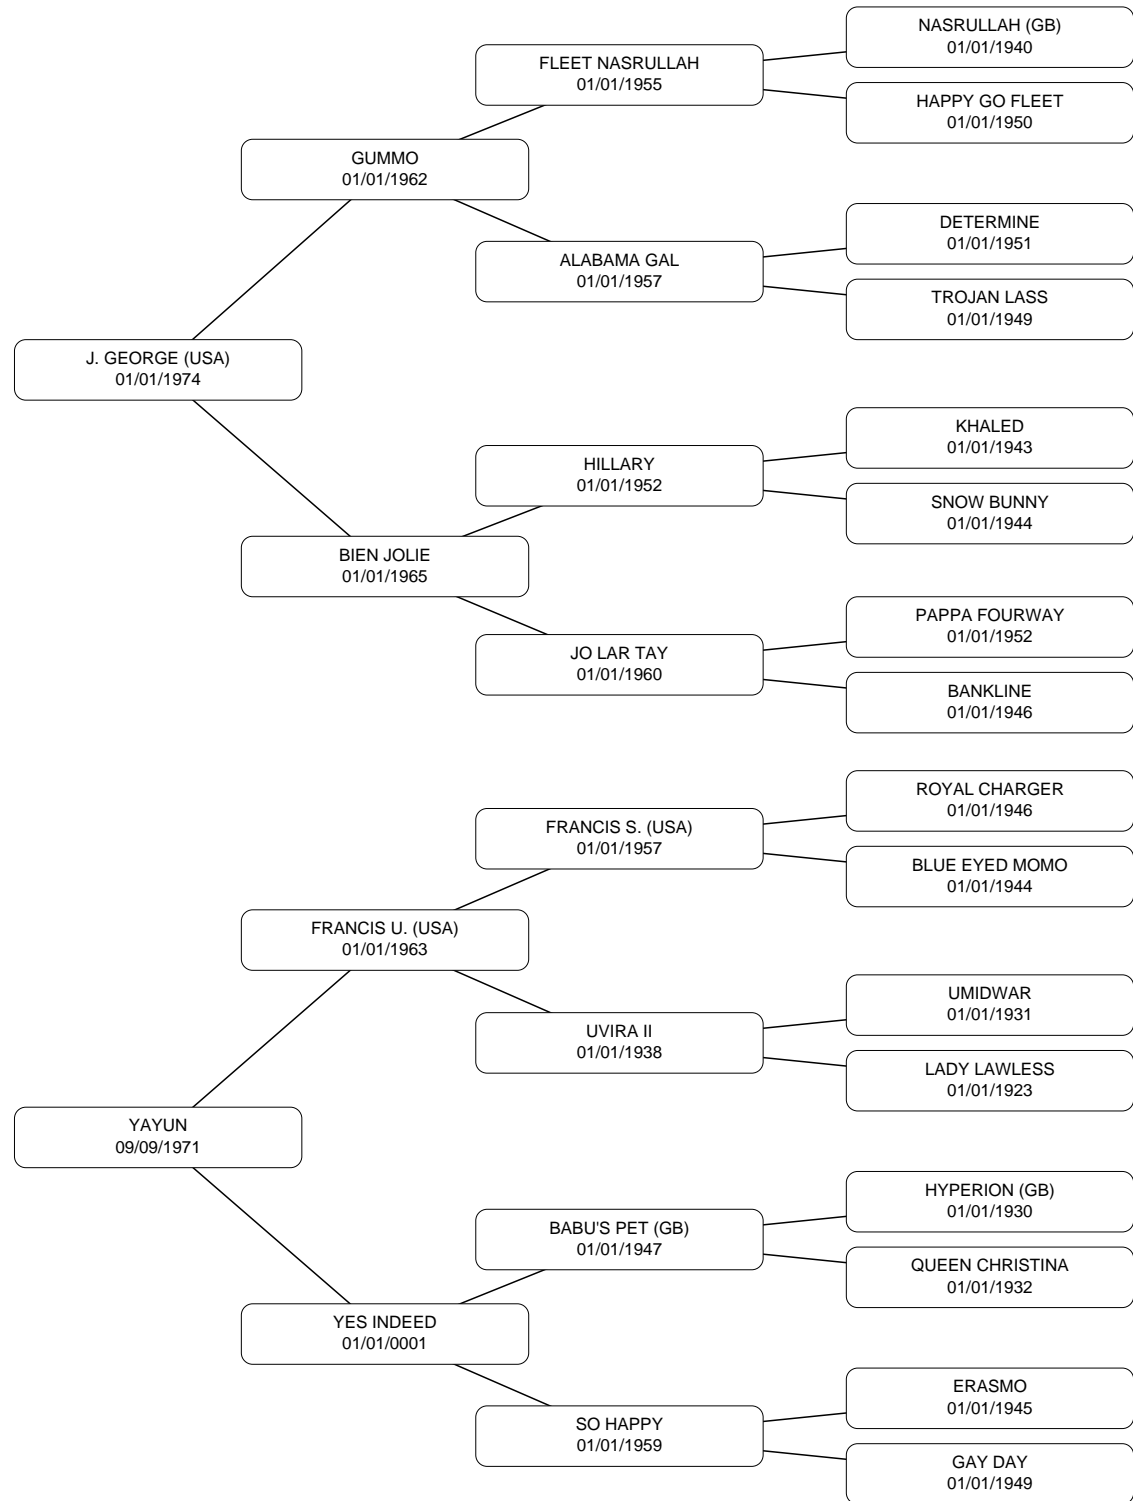 NASRULLAH (GB)
01/01/1940
FLEET NASRULLAH
01/01/1955
HAPPY GO FLEET
01/01/1950
GUMMO
01/01/1962
DETERMINE
01/01/1951
ALABAMA GAL
01/01/1957
TROJAN LASS
01/01/1949
J. GEORGE (USA)
01/01/1974
KHALED
01/01/1943
HILLARY
01/01/1952
SNOW BUNNY
01/01/1944
BIEN JOLIE
01/01/1965
PAPPA FOURWAY
01/01/1952
JO LAR TAY
01/01/1960
BANKLINE
01/01/1946
ROYAL CHARGER
01/01/1946
FRANCIS S. (USA)
01/01/1957
BLUE EYED MOMO
01/01/1944
FRANCIS U. (USA)
01/01/1963
UMIDWAR
01/01/1931
UVIRA II
01/01/1938
LADY LAWLESS
01/01/1923
YAYUN
09/09/1971
HYPERION (GB)
01/01/1930
BABU'S PET (GB)
01/01/1947
QUEEN CHRISTINA
01/01/1932
YES INDEED
01/01/0001
ERASMO
01/01/1945
SO HAPPY
01/01/1959
GAY DAY
01/01/1949